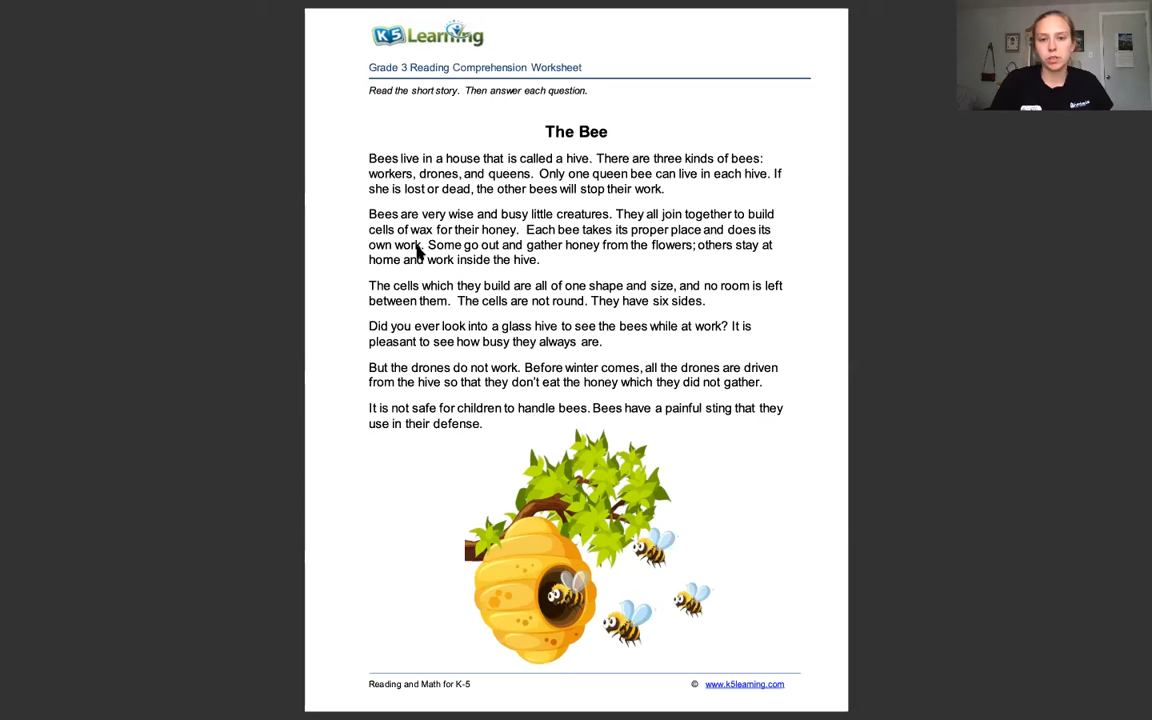 K5 Learning
Grade 3 Reading Comprehension Worksheet
Read the short story. Then answer each question.
The Bee
Bees live in a house that is called a hive. There are three kinds of bees:
workers, drones, and queens. Only one queen bee can live in each hive. If
she is lost or dead, the other bees will stop their work.
Bees are very wise and busy little creatures. They all join together to build
cells of wax for their honey. Each bee takes its proper place and does its
own work. Some go out and gather honey from the flowers; others stay at
home and work inside the hive.
The cells which they build are all of one shape and size, and no room is left
between them. The cells are not round. They have six sides.
Did you ever look into a glass hive to see the bees while at work? It is
pleasant to see how busy they always are.
But the drones do not work. Before winter comes, all the drones are driven
from the hive so that they don't eat the honey which they did not gather.
It is not safe for children to handle bees. Bees have a painful sting that they
use in their defense.
Reading and Math for K-5
© www.k5learning.com